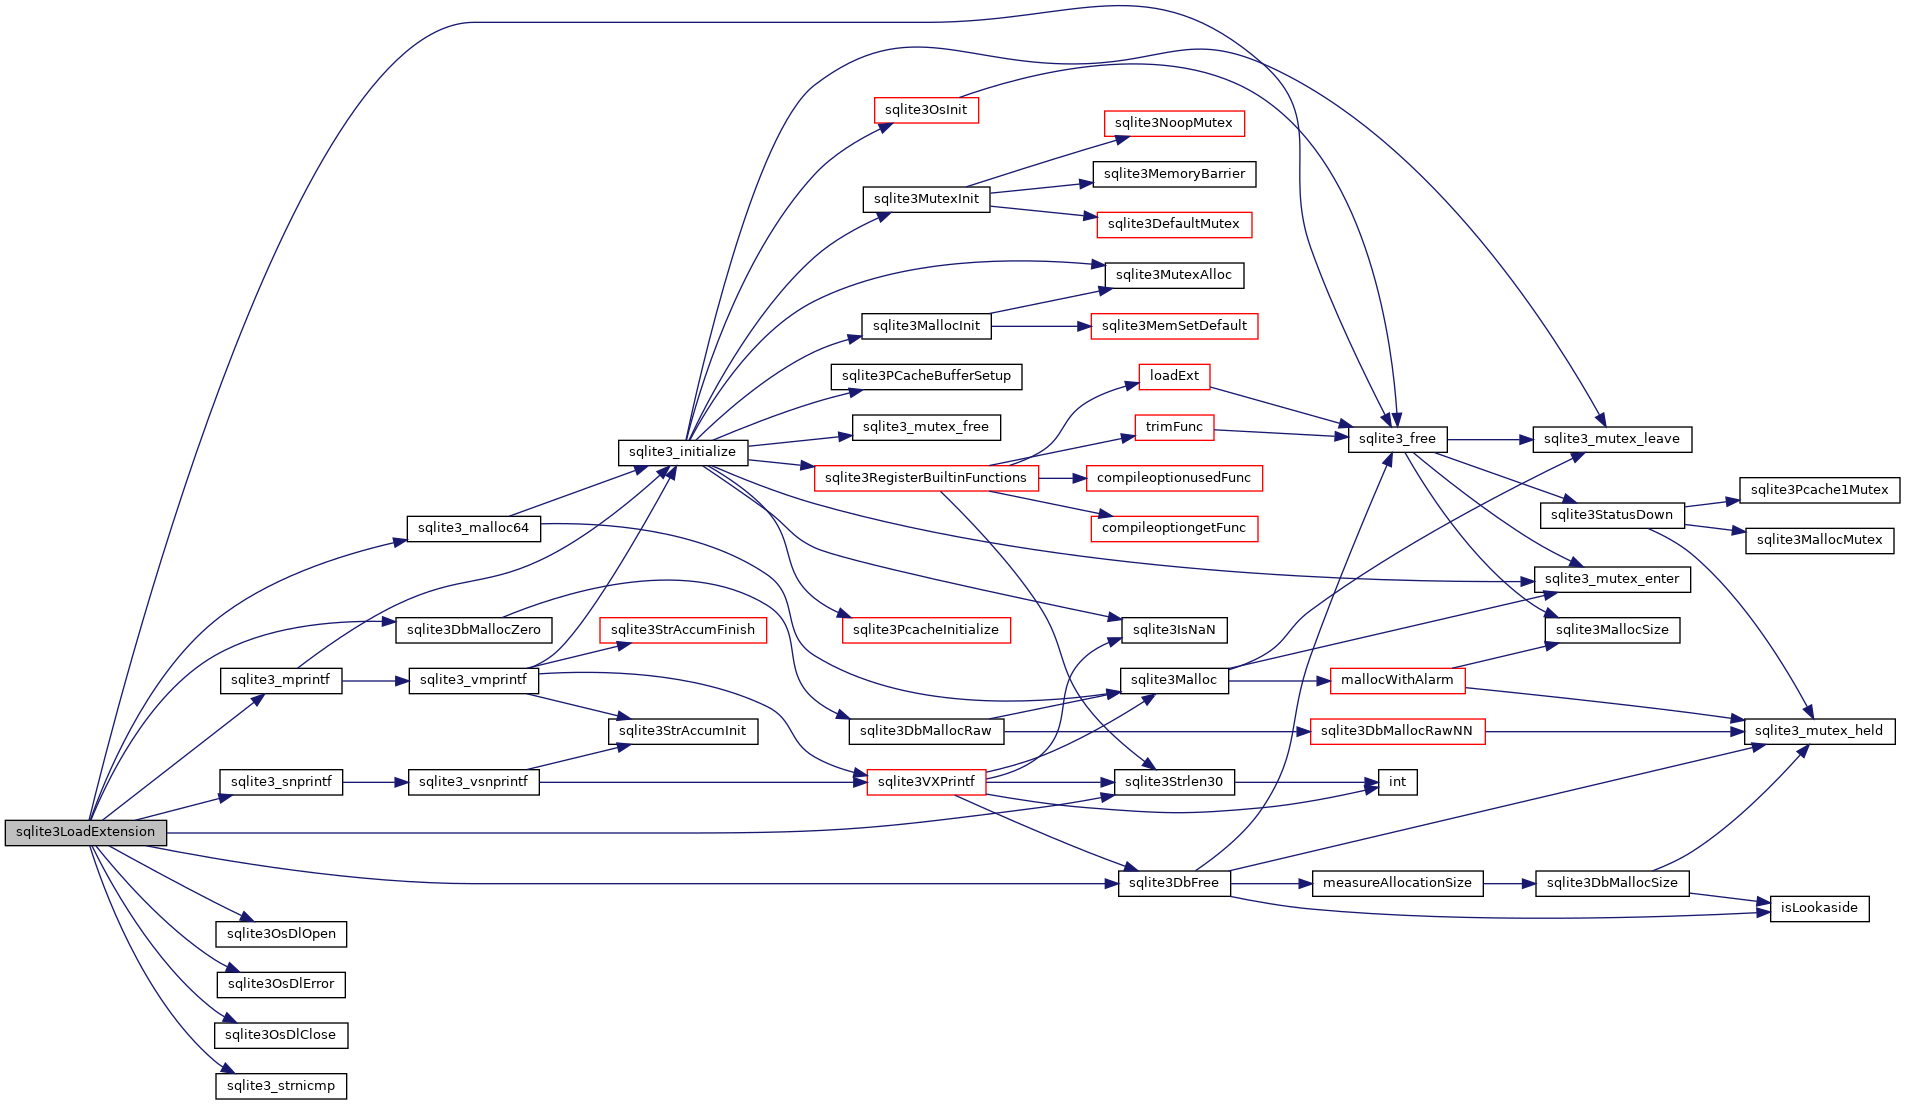 sqlite3OsInit
sqlite3NoopMutex
sqlite3MemoryBarrier
sqlite3MutexInit
sqlite3DefaultMutex
sqlite3MutexAlloc
sqlite3MallocInit
sqlite3MemSetDefault
sqlite3PCacheBufferSetup
loadExt
sqlite3_mutex_free
trimFunc
sqlite3_free
sqlite3_mutex_leave
sqlite3_initialize
sqlite3RegisterBuiltinFunctions
compileoptionusedFunc
sqlite3Pcache1Mutex
sqlite3StatusDown
sqlite3_malloc64
compileoptiongetFunc
sqlite3MallocMutex
sqlite3_mutex_enter
sqlite3DbMallocZero
sqlite3StrAccumFinish
sqlite3PcacheInitialize
sqlite3IsNaN
sqlite3MallocSize
sqlite3_mprintf
sqlite3_vmprintf
sqlite3Malloc
mallocWithAlarm
sqlite3StrAccumInit
sqlite3DbMallocRaw
sqlite3DbMallocRawNN
sqlite3_mutex_held
sqlite3_snprintf
sqlite3_vsnprintf
sqlite3VXPrintf
sqlite3Strlen30
int
sqlite3LoadExtension
sqlite3DbFree
measureAllocationSize
sqlite3DbMallocSize
isLookaside
sqlite3OsDlOpen
sqlite3OsDlError
sqlite3OsDlClose
sqlite3_strnicmp